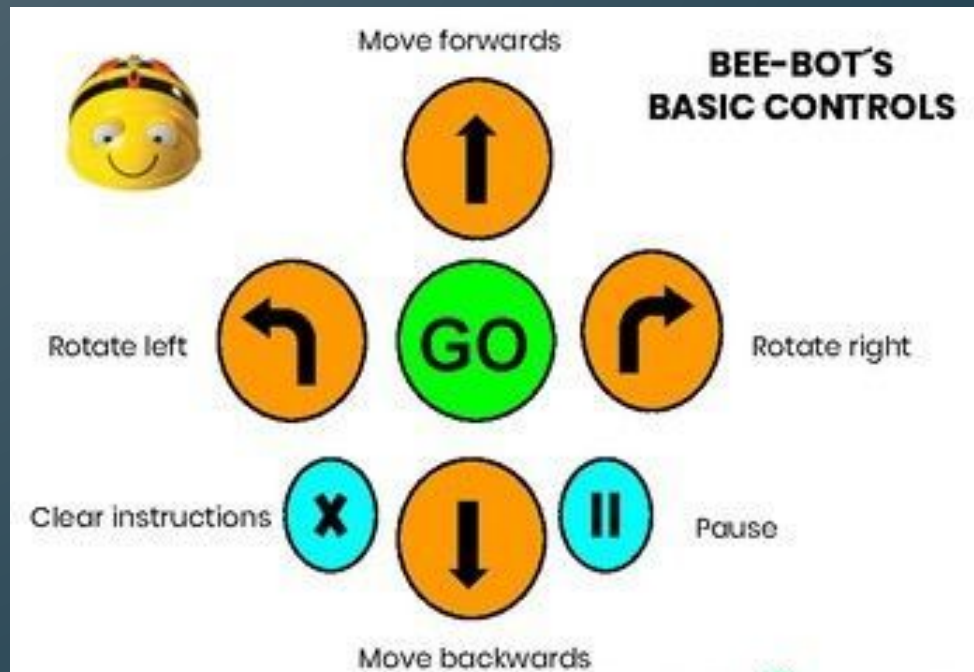 Move forwards
BEE-BOT´S
BASIC CONTROLS
Rotate left
GO
Rotate right
Clear instructions
X
Pause
Move backwards